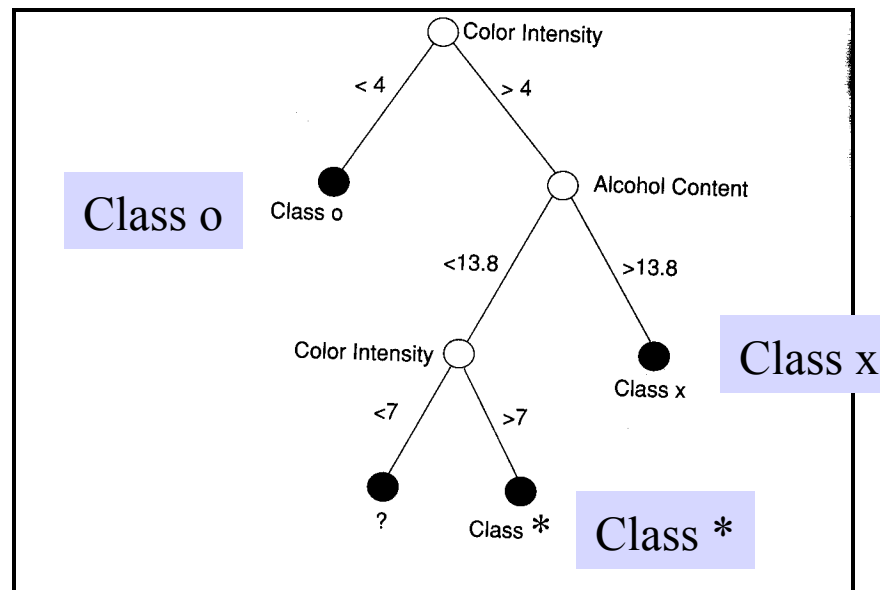 Color Intensity
< 4
> 4
Alcohol Content
Class o
Class o
<13.8
>13.8
Color Intensity
Class x
Class x
<7
>7
?
Class *
Class *